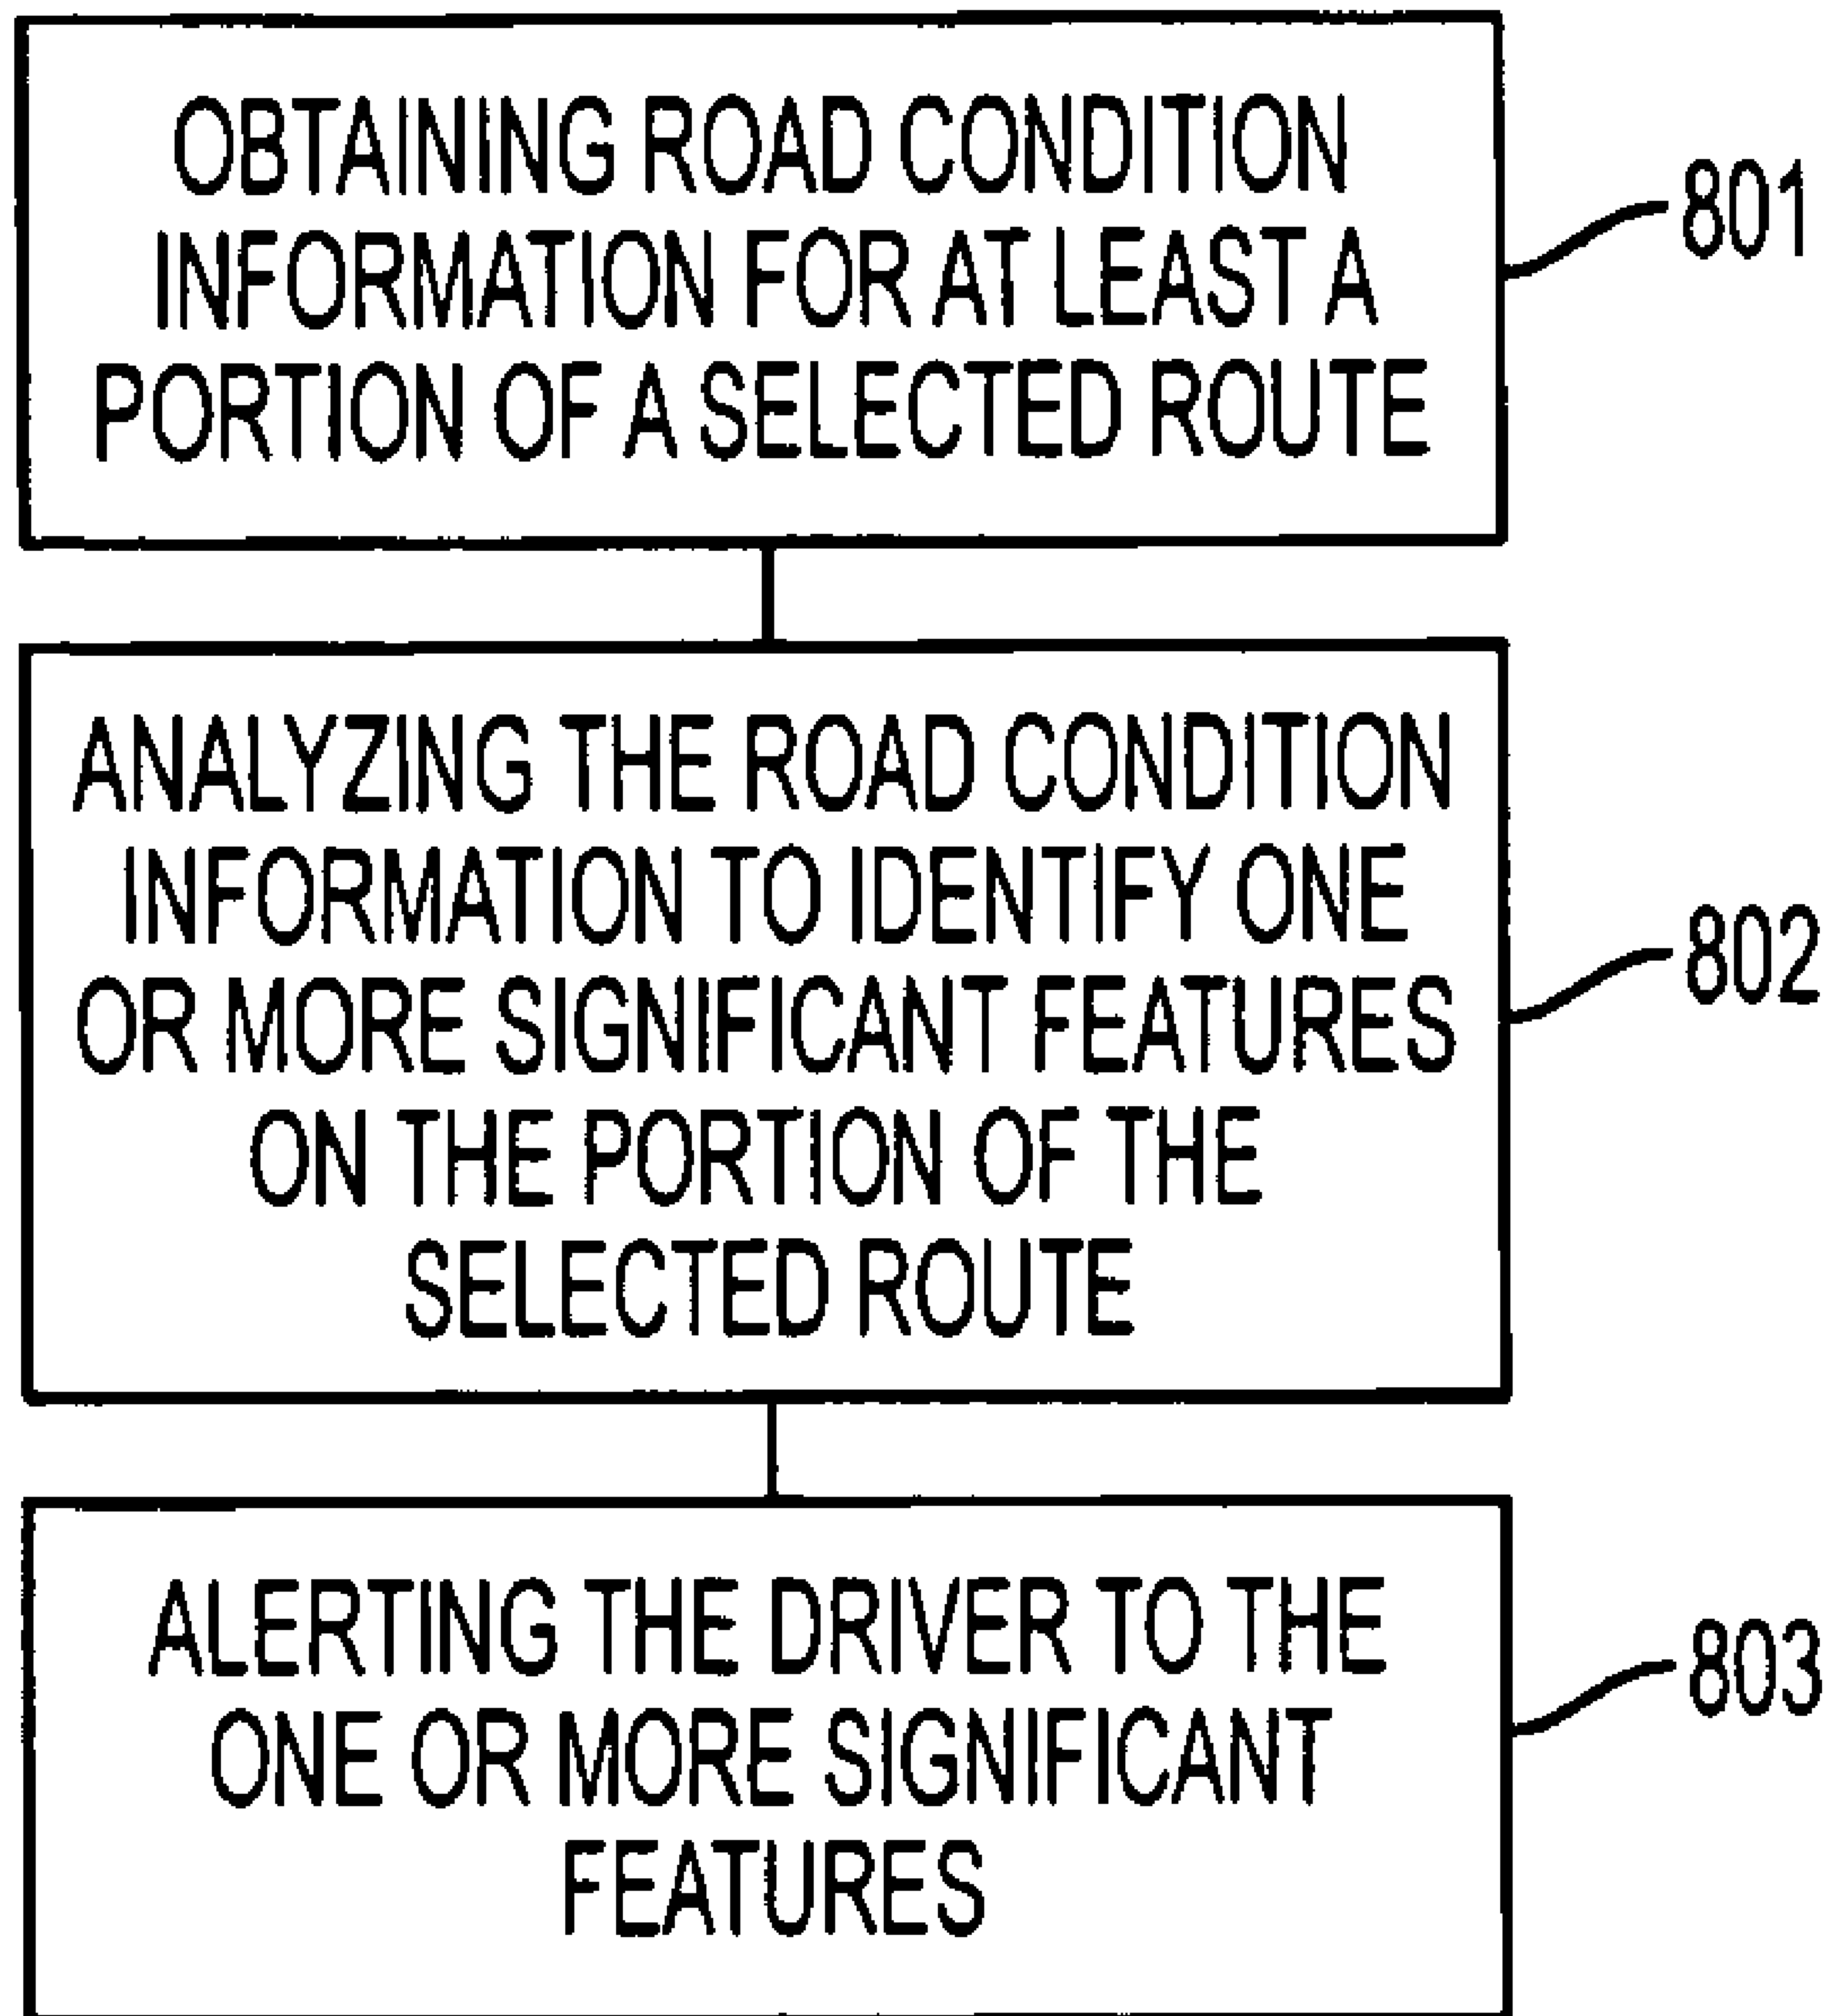 OBTAINING ROAD CONDITION
INFORMATION FOR AT LEAST A
PORTION OF A SELECTED ROUTE
801
ANALYZING THE ROAD CONDITION
INFORMATION TO IDENTIFY ONE
OR MORE SIGNIFICANT FEATURES
ON THE PORTION OF THE
SELECTED ROUTE
802
ALERTING THE DRIVER TO THE
ONE OR MORE SIGNIFICANT
FEATURES
803